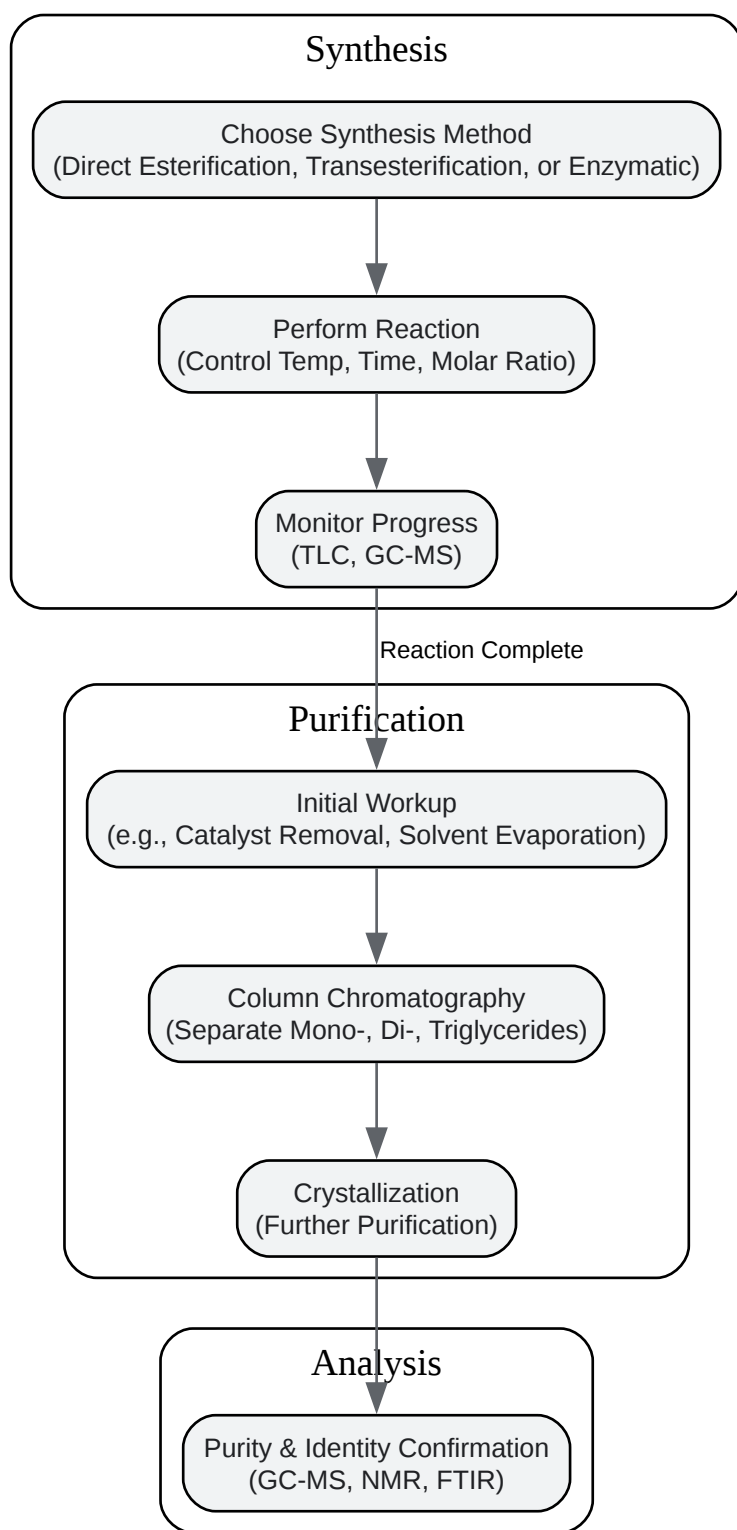 Synthesis
Choose Synthesis Method
(Direct Esterification, Transesterification, or Enzymatic)
Perform Reaction
(Control Temp, Time, Molar Ratio)
Monitor Progress
(TLC, GC-MS)
Reaction Complete
Purification
Initial Workup
(e.g., Catalyst Removal, Solvent Evaporation)
Column Chromatography
(Separate Mono-, Di-, Triglycerides)
Crystallization
(Further Purification)
Analysis
Purity & Identity Confirmation
(GC-MS, NMR, FTIR)